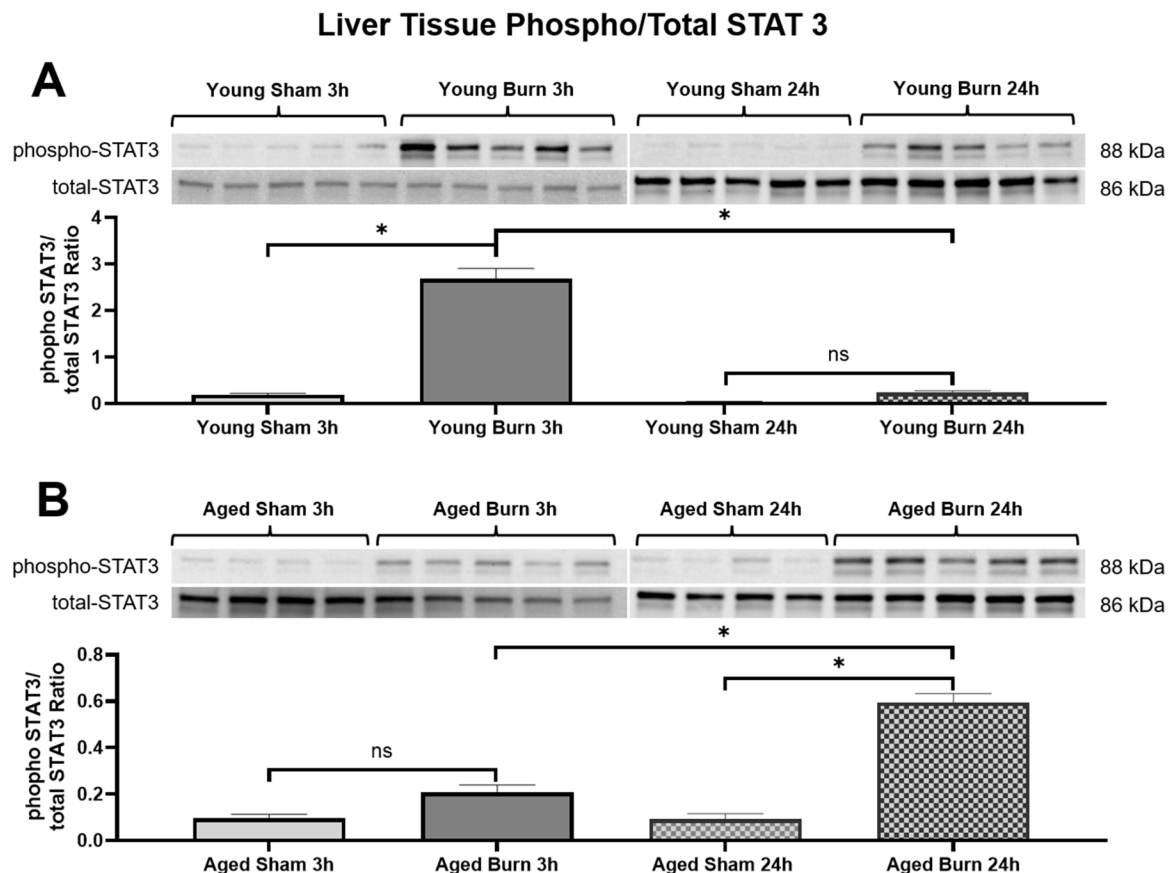 Liver Tissue Phospho/Total STAT 3
A
Young Sham 3h Young Burn 3h Young Sham 24h Young Burn 24h
phospho-STAT3 88 kDa
total-STAT3 86 kDa
phopho STAT3/
total STAT3 Ratio
4
3
2
1
0
* *
ns
Young Sham 3h Young Burn 3h Young Sham 24h Young Burn 24h
B
Aged Sham 3h Aged Burn 3h Aged Sham 24h Aged Burn 24h
phospho-STAT3 88 kDa
total-STAT3 86 kDa
phopho STAT3/
total STAT3 Ratio
0.8
0.6
0.4
0.2
0.0
*
*
ns
Aged Sham 3h Aged Burn 3h Aged Sham 24h Aged Burn 24h